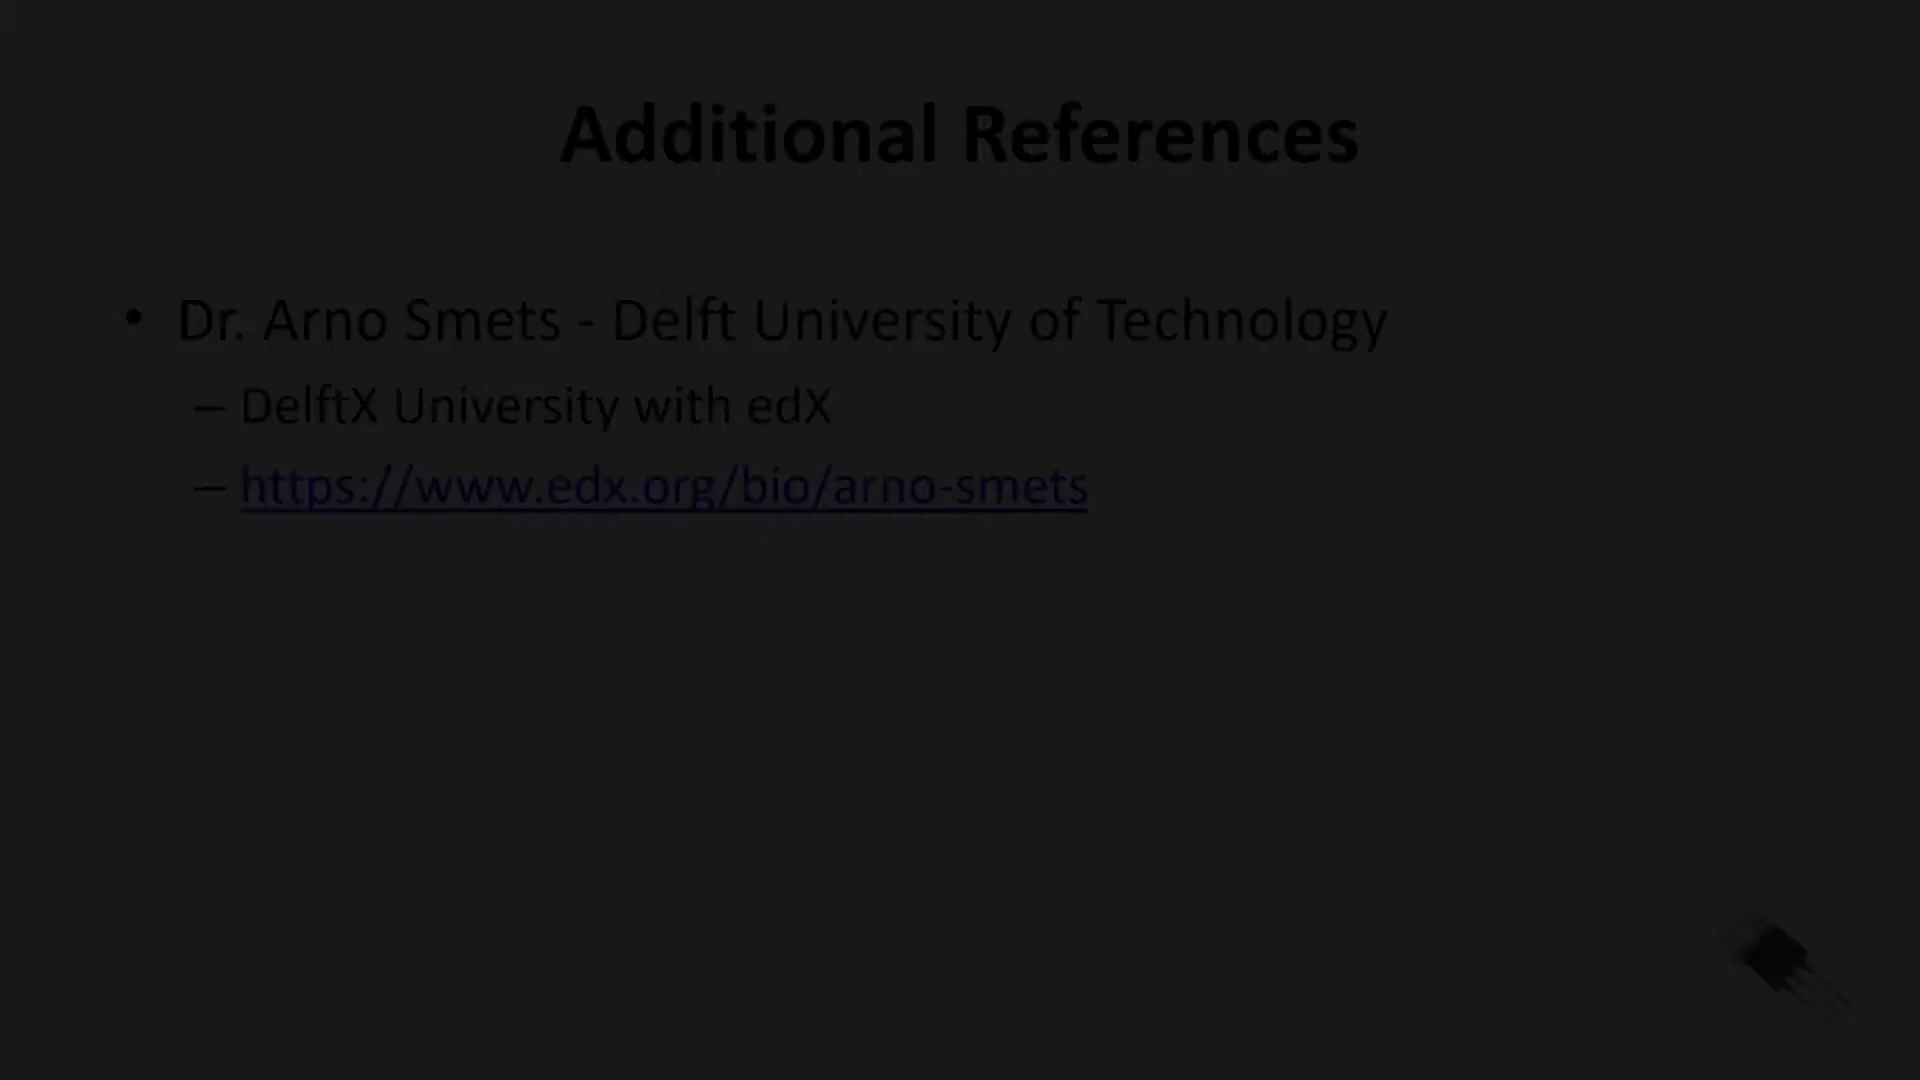 Additional References
• Dr. Arno Smets - Delft University of Technology
– DelftX University with edX
– https://www.edx.org/bio/arno-smets